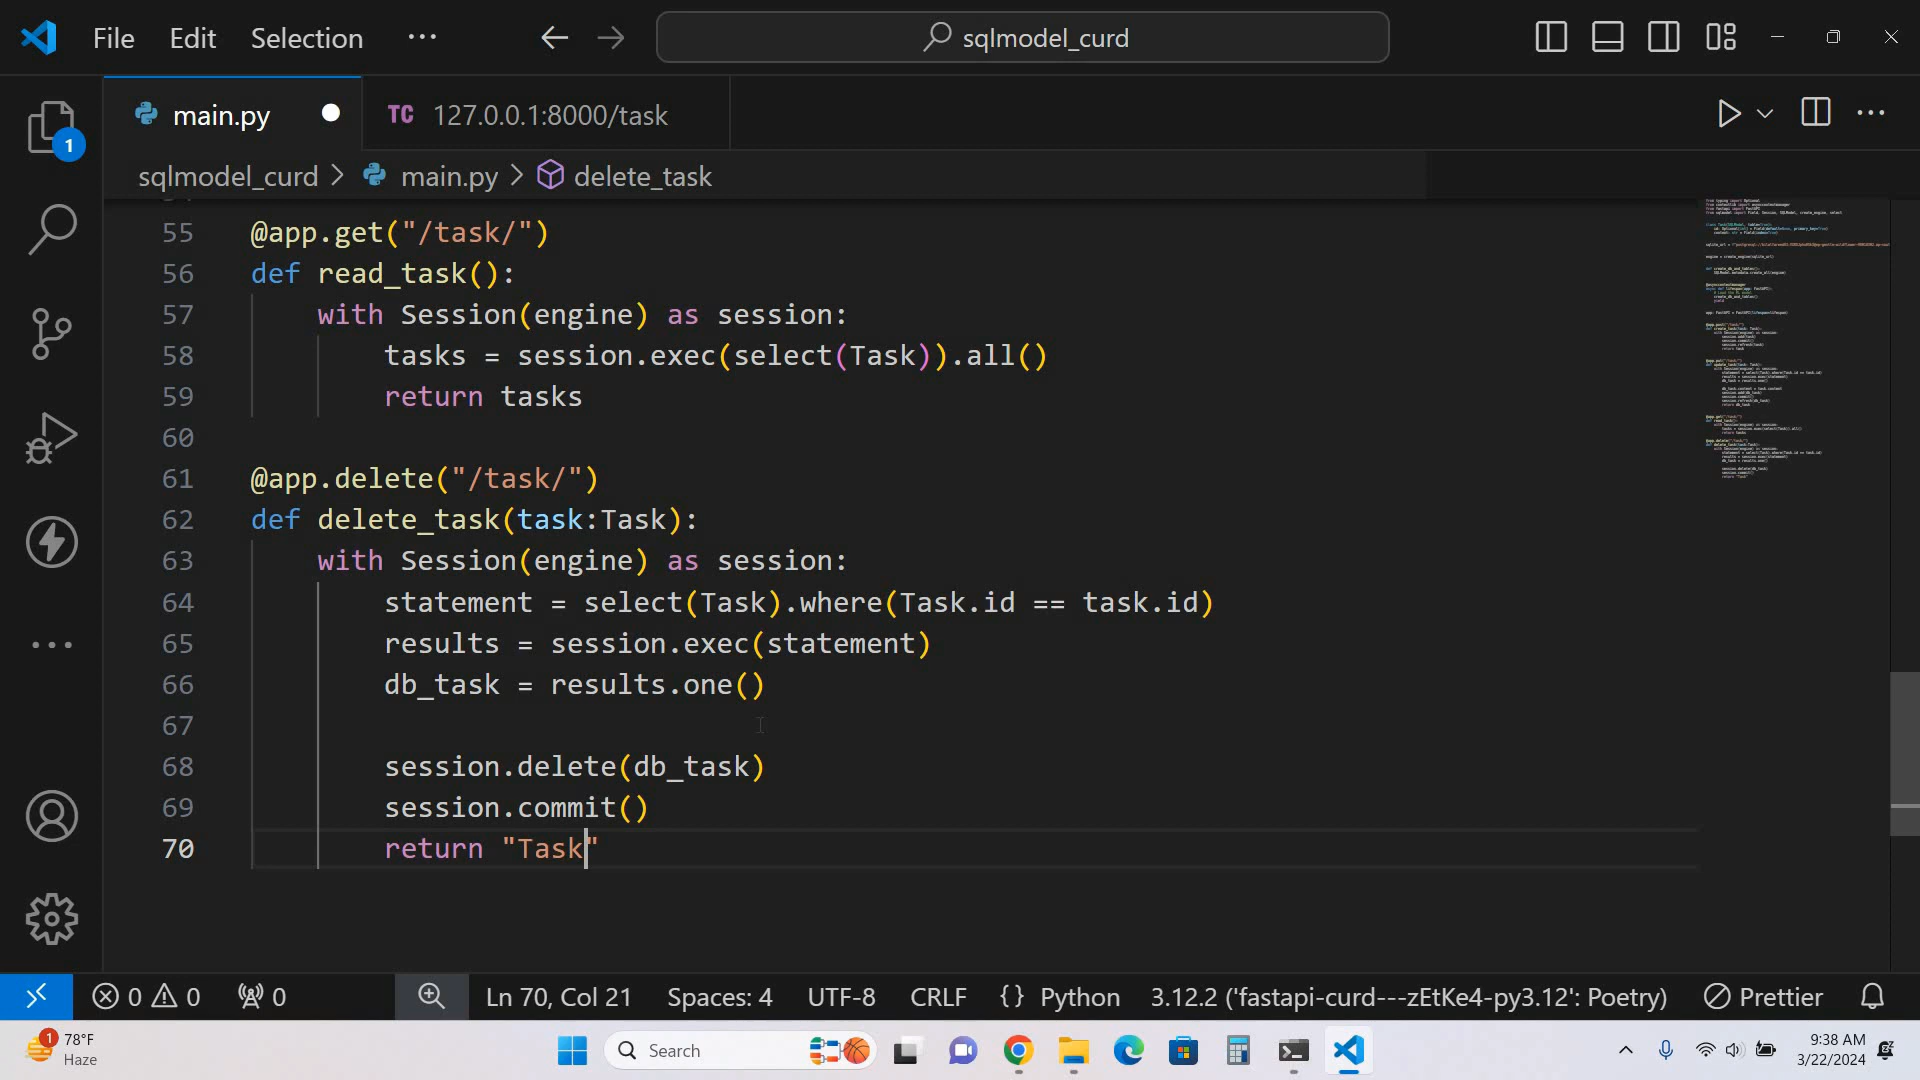 File Edit Selection ···
sqlmodel_curd
main.py
TC 127.0.0.1:8000/task
1
sqlmodel_curd > main.py > delete_task
55 @app.get("/task/")
56 def read_task():
57 with Session(engine) as session:
58 tasks = session.exec(select(Task)).all()
59 return tasks
60
61 @app.delete("/task/")
62 def delete_task(task:Task):
63 with Session(engine) as session:
64 statement = select(Task).where(Task.id == task.id)
65 results = session.exec(statement)
66 db_task = results.one()
67
68 session.delete(db_task)
69 session.commit()
70 return "Task"
0 0 0 Ln 70, Col 21 Spaces: 4 UTF-8 CRLF {} Python 3.12.2 ('fastapi-curd---zEtKe4-py3.12': Poetry) Prettier
1
78°F
Haze
Search
9:38 AM
3/22/2024